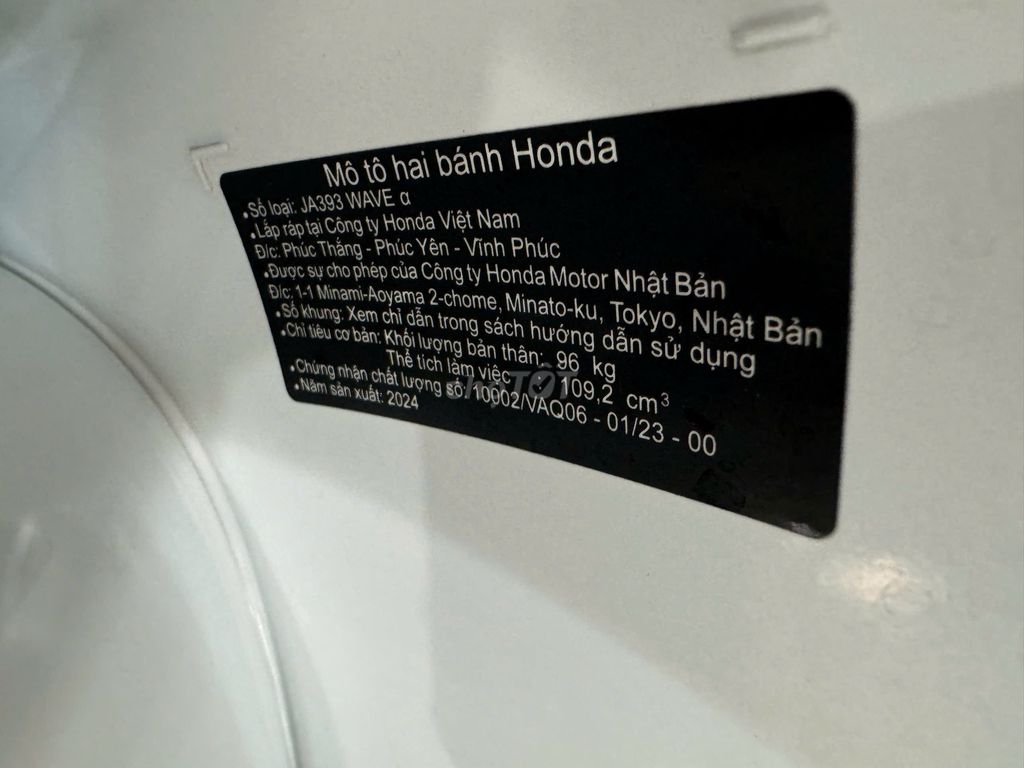 Mô tô hai bánh Honda
•Số loại: JA393 WAVE α
•Lắp ráp tại Công ty Honda Việt Nam
Đ/c: Phúc Thắng - Phúc Yên - Vĩnh Phúc
•Được sự cho phép của Công ty Honda Motor Nhật Bản
Đ/c: 1-1 Minami-Aoyama 2-chome, Minato-ku, Tokyo, Nhật Bản
•Số khung: Xem chỉ dẫn trong sách hướng dẫn sử dụng
•Chỉ tiêu cơ bản: Khối lượng bản thân: 96 kg
Thể tích làm việc 109,2 cm³
•Chứng nhận chất lượng số: 10002/VAQ06 - 01/23 - 00
•Năm sản xuất: 2024
chợTỐT